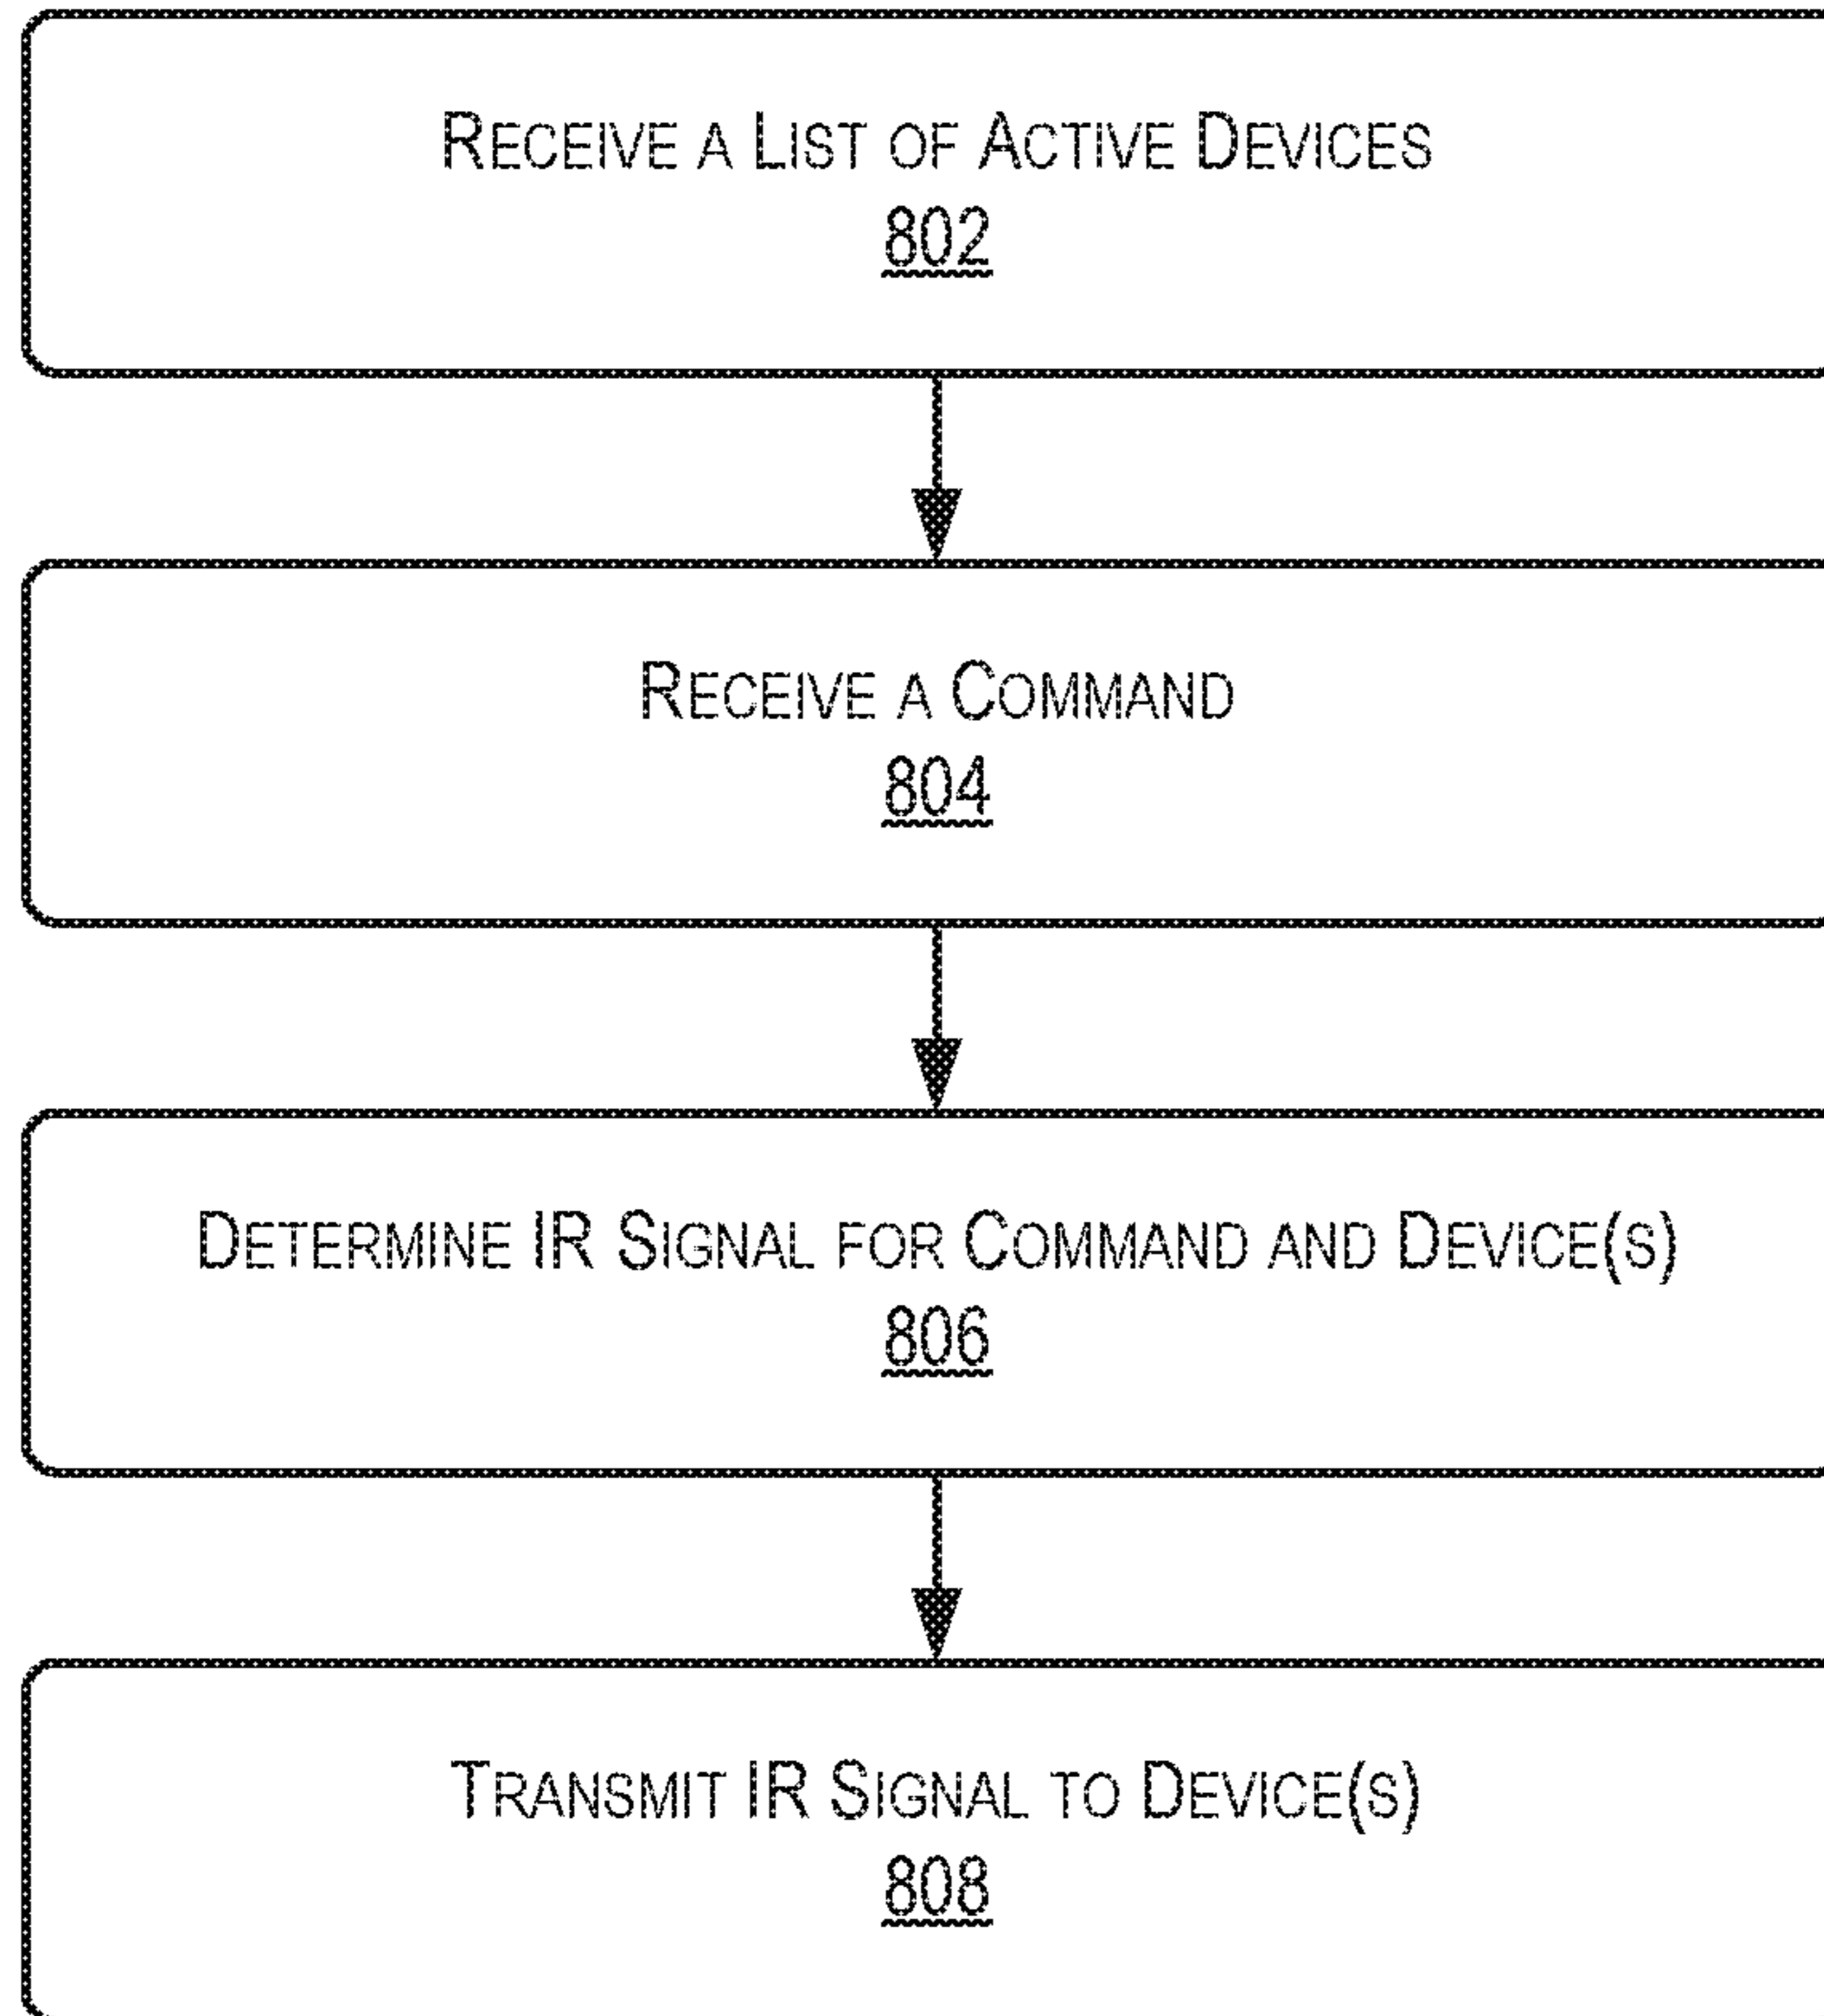 Receive a List of Active Devices
802
Receive a Command
804
Determine IR Signal for Command and Device(s)
806
Transmit IR Signal to Device(s)
808